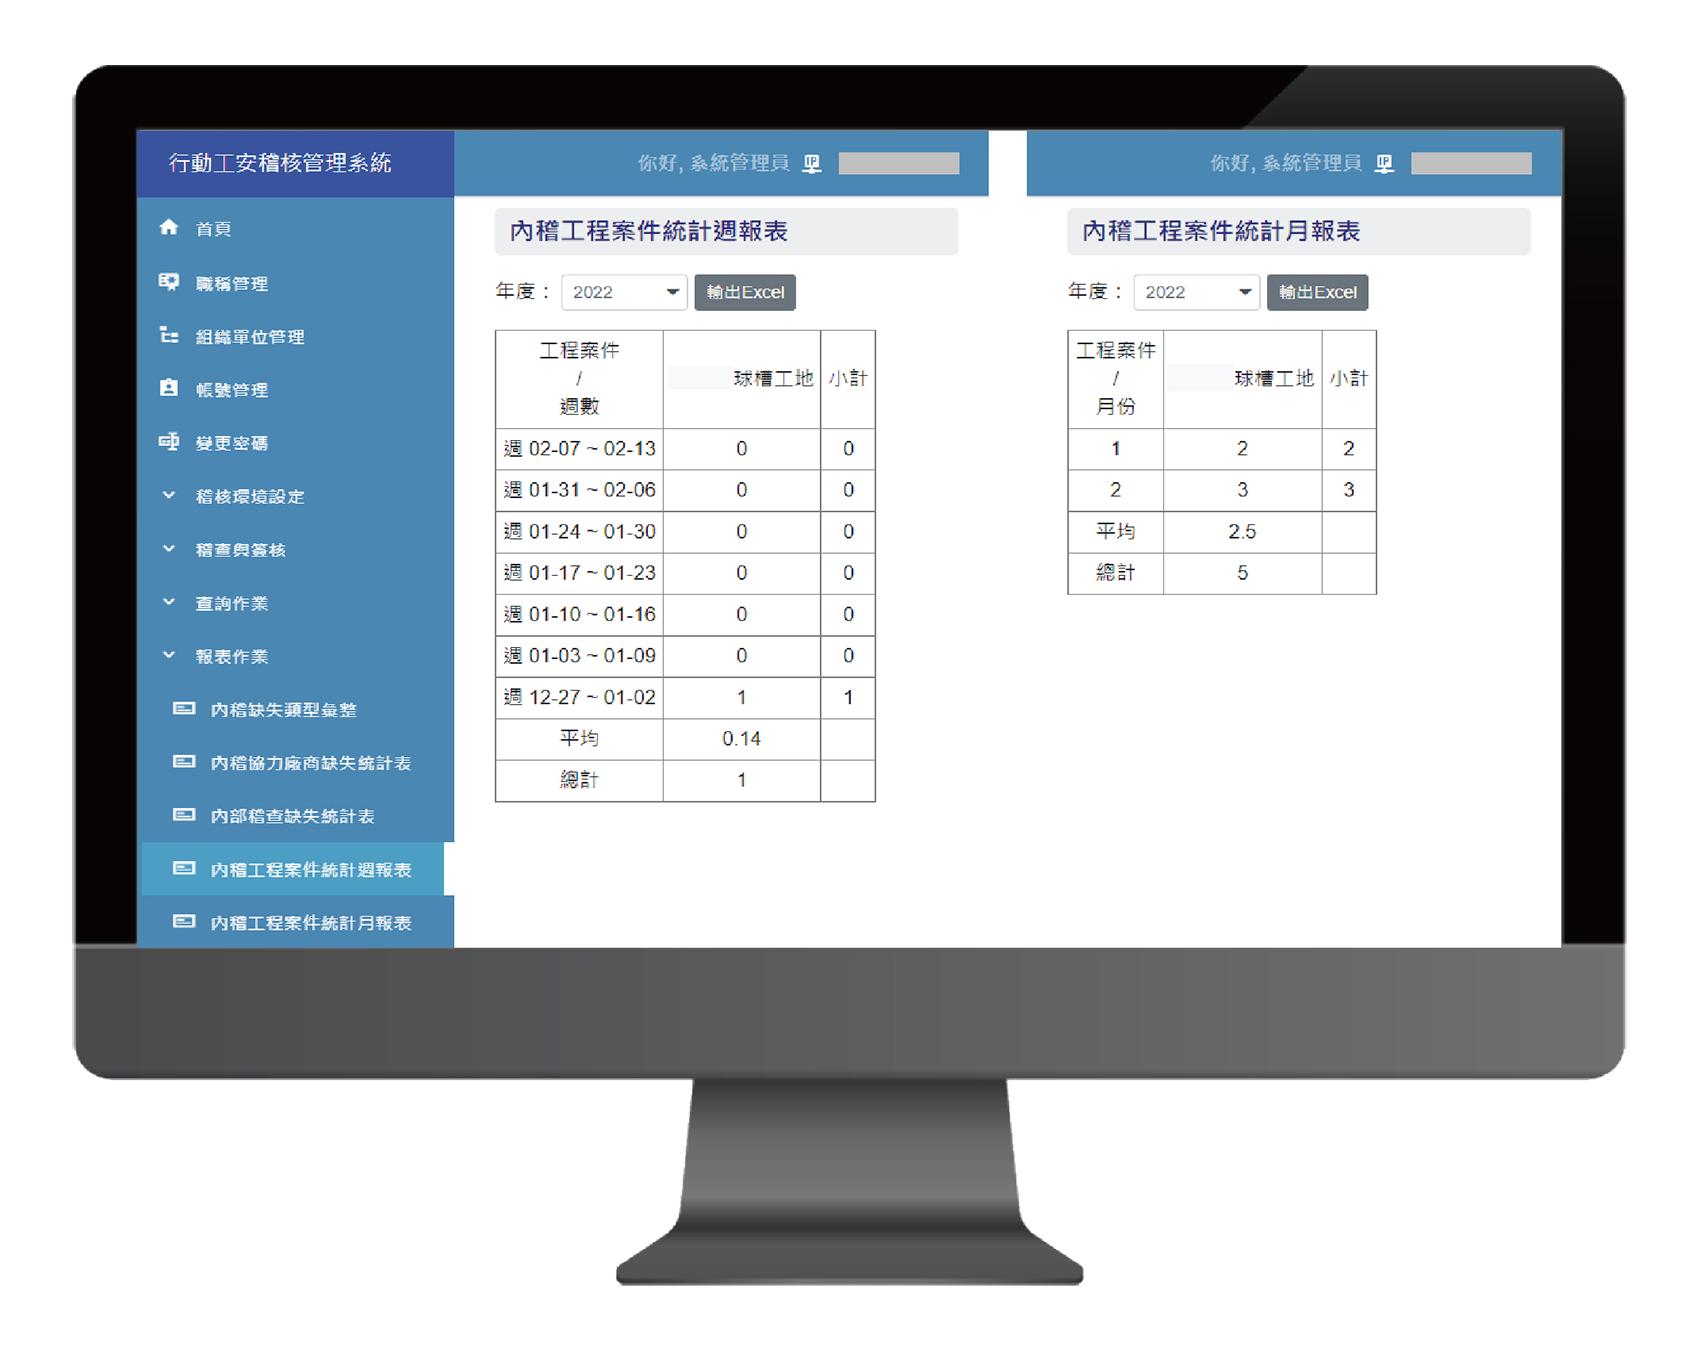 行動工安稽核管理系統
首頁
職稱管理
組織單位管理
帳號管理
變更密碼
稽核環境設定
稽查與簽核
查詢作業
報表作業
內稽缺失類型彙整
內稽協力廠商缺失統計表
內部稽查缺失統計表
內稽工程案件統計週報表
內稽工程案件統計月報表
你好, 系統管理員 IP
內稽工程案件統計週報表
年度： 2022 輸出Excel
工程案件
/
週數
球槽工地 小計
週 02-07 ~ 02-13 0 0
週 01-31 ~ 02-06 0 0
週 01-24 ~ 01-30 0 0
週 01-17 ~ 01-23 0 0
週 01-10 ~ 01-16 0 0
週 01-03 ~ 01-09 0 0
週 12-27 ~ 01-02 1 1
平均 0.14
總計 1
你好, 系統管理員 IP
內稽工程案件統計月報表
年度： 2022 輸出Excel
工程案件
/
月份
球槽工地 小計
1 2 2
2 3 3
平均 2.5
總計 5